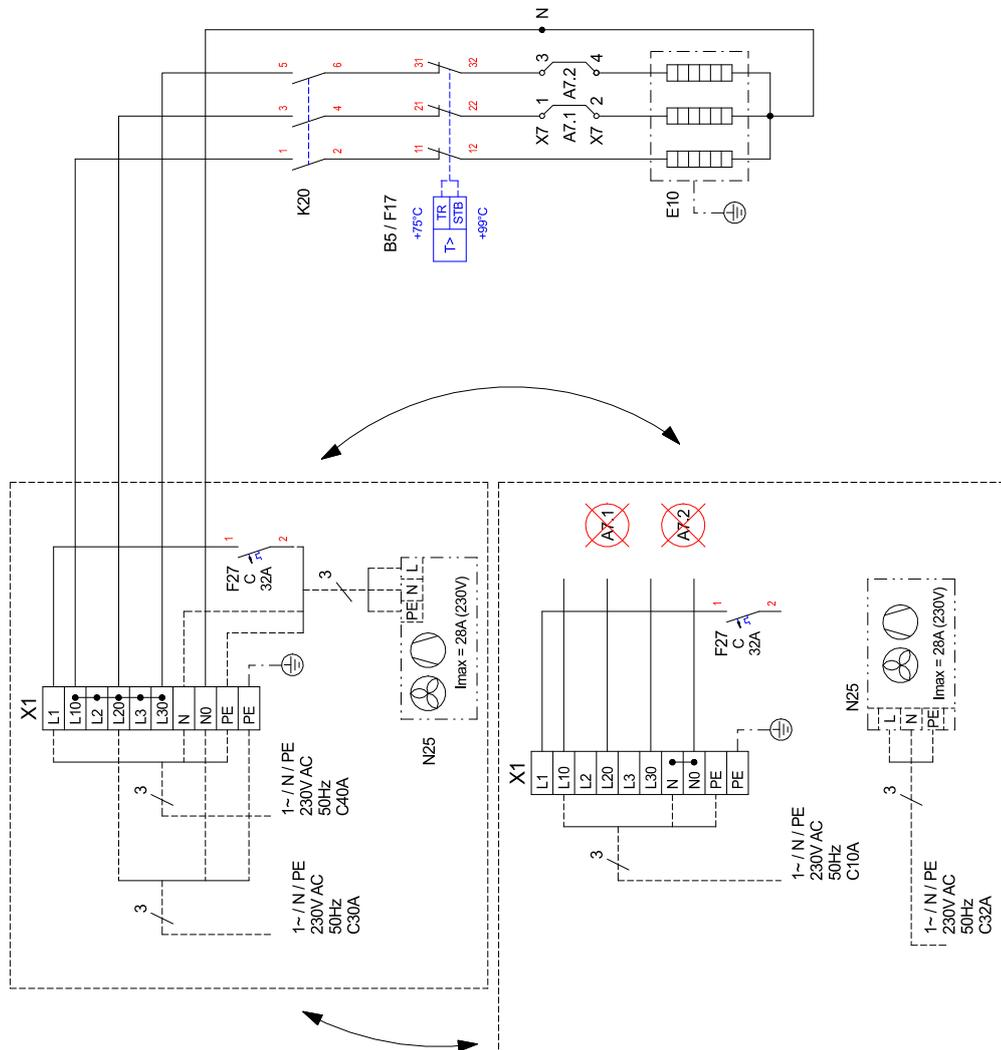 N
5
6
31
32
3
4
A7.2
3
4
21
22
X7
1
A7.1
X7
2
1
2
11
12
K20
B5 / F17
+75°C
TR
STB
T>
+99°C
E10
X1
L1
L10
L2
L20
L3
L30
N
N0
PE
PE
1
2
F27
C
32A
3
PE
N
L
Imax = 28A (230V)
N25
3
1~ / N / PE
230V AC
50Hz
C40A
3
1~ / N / PE
230V AC
50Hz
C30A
A7.1
A7.2
X1
L1
L10
L2
L20
L3
L30
N
N0
PE
PE
1
2
F27
C
32A
3
1~ / N / PE
230V AC
50Hz
C10A
N25
L
N
PE
Imax = 28A (230V)
3
1~ / N / PE
230V AC
50Hz
C32A